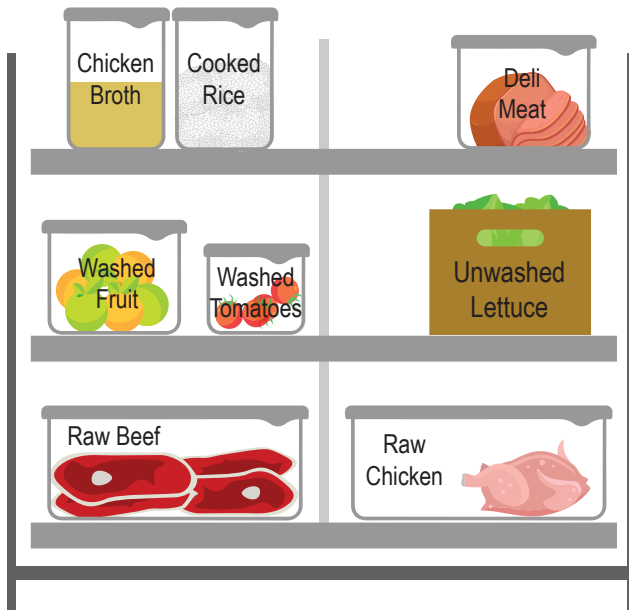 Chicken
Broth
Cooked
Rice
Deli
Meat
Washed
Fruit
Washed
Tomatoes
Unwashed
Lettuce
Raw Beef
Raw
Chicken